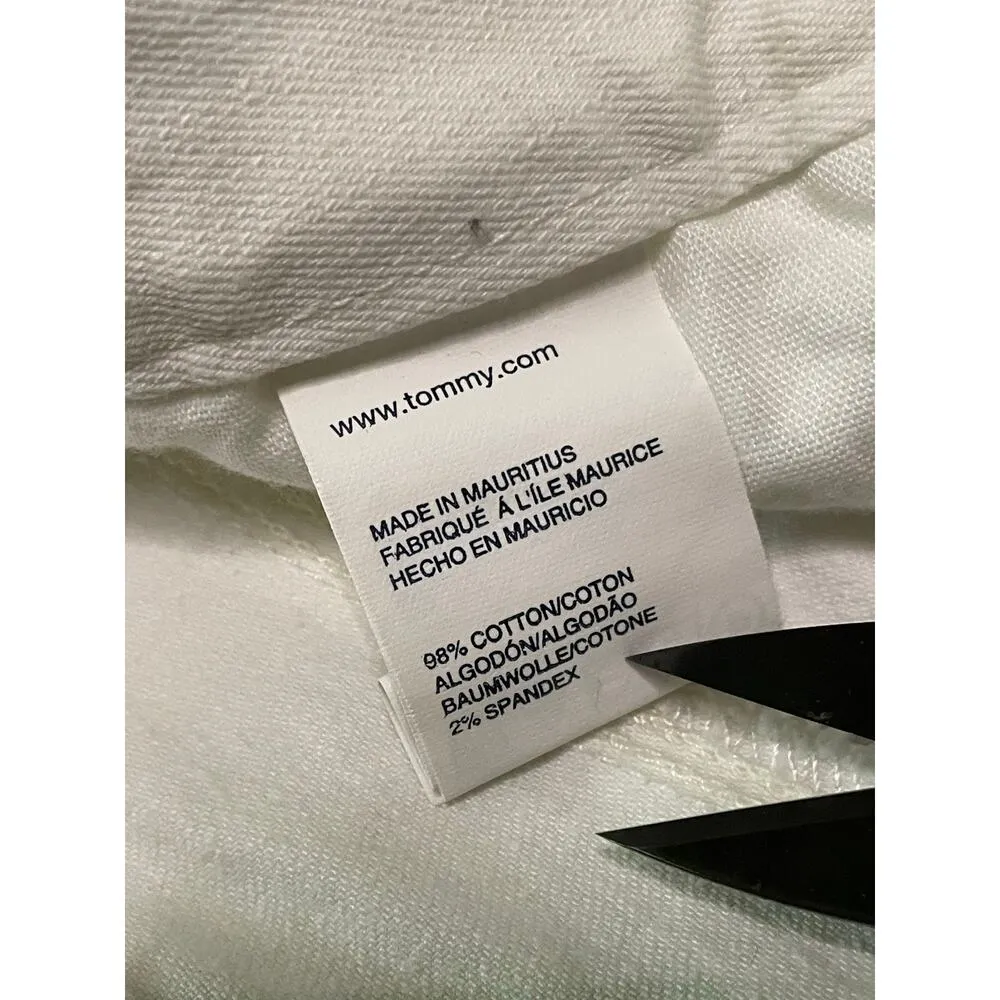 www.tommy.com
MADE IN MAURITIUS
FABRIQUÉ Á L'ÎLE MAURICE
HECHO EN MAURICIO
98% COTTON/COTON
ALGODÓN/ALGODÃO
BAUMWOLLE/COTONE
2% SPANDEX